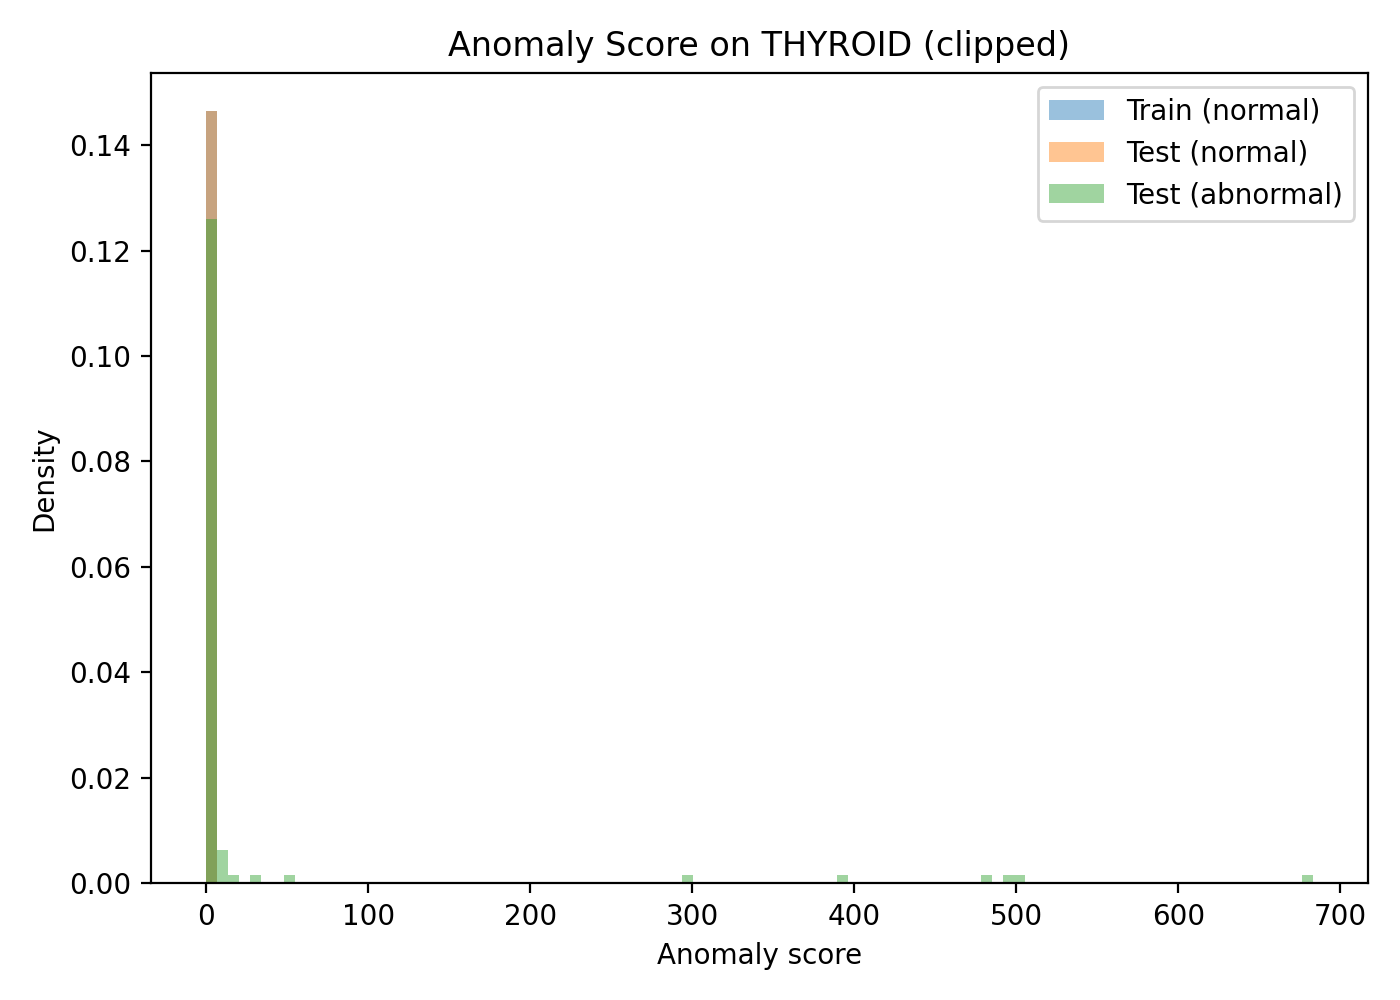 Anomaly Score on THYROID (clipped)
Train (normal)
Test (normal)
Test (abnormal)
0.14
0.12
0.10
0.08
0.06
0.04
0.02
0.00
Density
0 100 200 300 400 500 600 700
Anomaly score